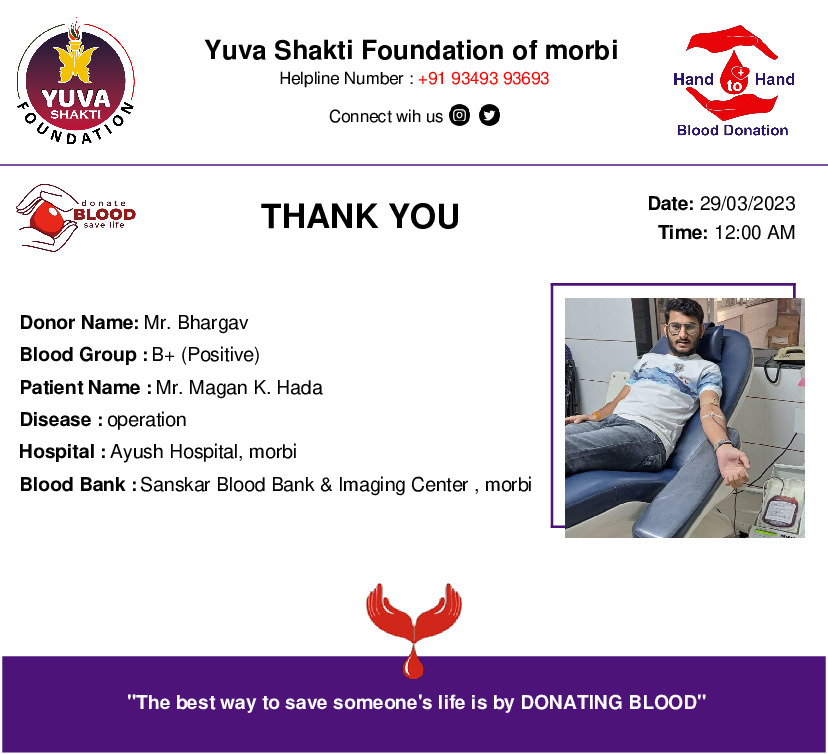 YUVA
SHAKTI
FOUNDATION
Yuva Shakti Foundation of morbi
Helpline Number : +91 93493 93693
Connect wih us
Hand to Hand
Blood Donation
donate
BLOOD
save life
THANK YOU
Date: 29/03/2023
Time: 12:00 AM
Donor Name: Mr. Bhargav
Blood Group : B+ (Positive)
Patient Name : Mr. Magan K. Hada
Disease : operation
Hospital : Ayush Hospital, morbi
Blood Bank : Sanskar Blood Bank & Imaging Center , morbi
"The best way to save someone's life is by DONATING BLOOD"